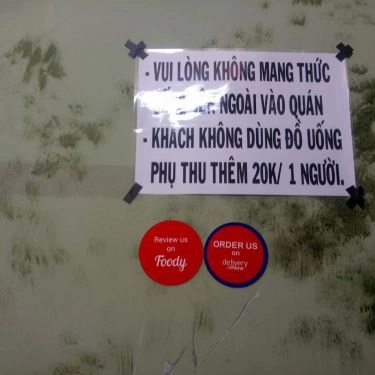 - VUI LÒNG KHÔNG MANG THỨC
NGOÀI VÀO QUÁN
- KHÁCH KHÔNG DÙNG ĐỒ UỐNG
PHỤ THU THÊM 20K/ 1 NGƯỜI.
Review us
on
Foody
ORDER US
on
delivery
Now